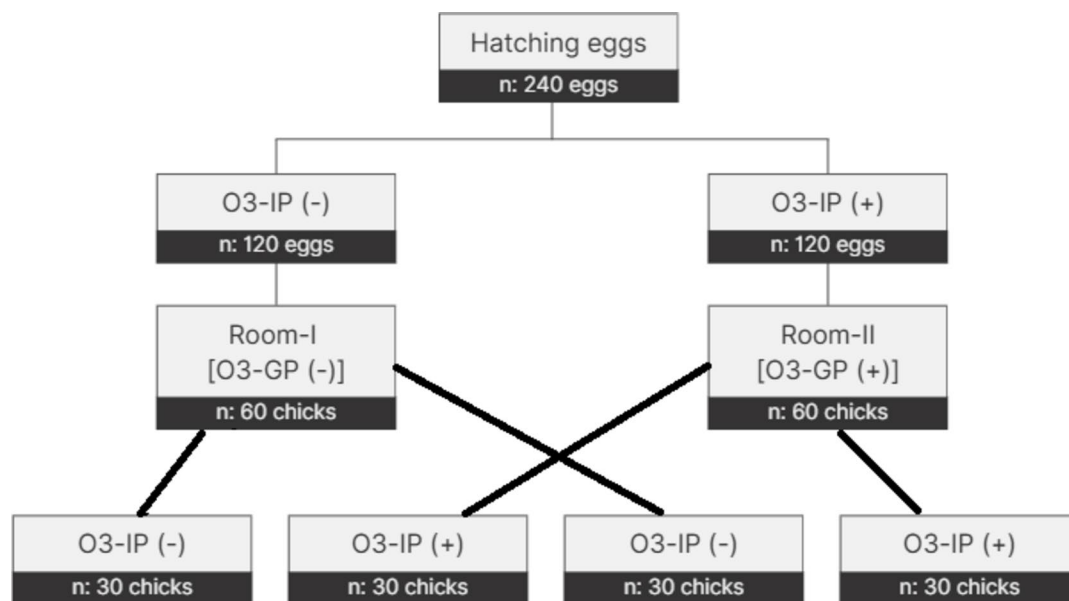 Hatching eggs
n: 240 eggs
O3-IP (-)
n: 120 eggs
O3-IP (+)
n: 120 eggs
Room-I
[O3-GP (-)]
n: 60 chicks
Room-II
[O3-GP (+)]
n: 60 chicks
O3-IP (-)
n: 30 chicks
O3-IP (+)
n: 30 chicks
O3-IP (-)
n: 30 chicks
O3-IP (+)
n: 30 chicks